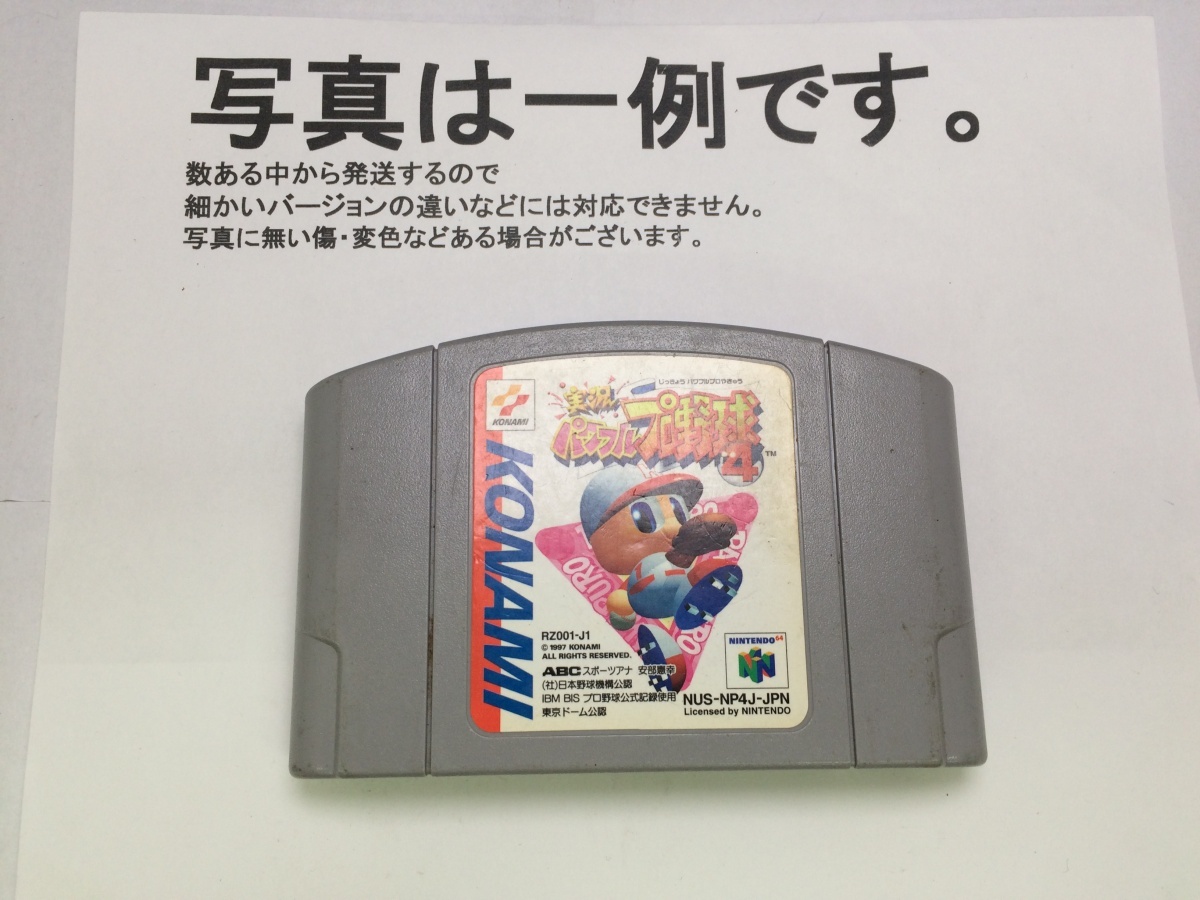 写真は一例です。
数ある中から発送するので
細かいバージョンの違いなどには対応できません。
写真に無い傷・変色などある場合がございます。
KONAMI
じっきょう パワフルプロやきゅう
実況
パワフル
プロ野球
4
TM
KONAMI
PURO
RZ001-J1
© 1997 KONAMI
ALL RIGHTS RESERVED.
ABC スポーツアナ 安部憲幸
(社)日本野球機構公認
IBM BIS プロ野球公式記録使用
東京ドーム公認
NINTENDO 64
NUS-NP4J-JPN
Licensed by NINTENDO